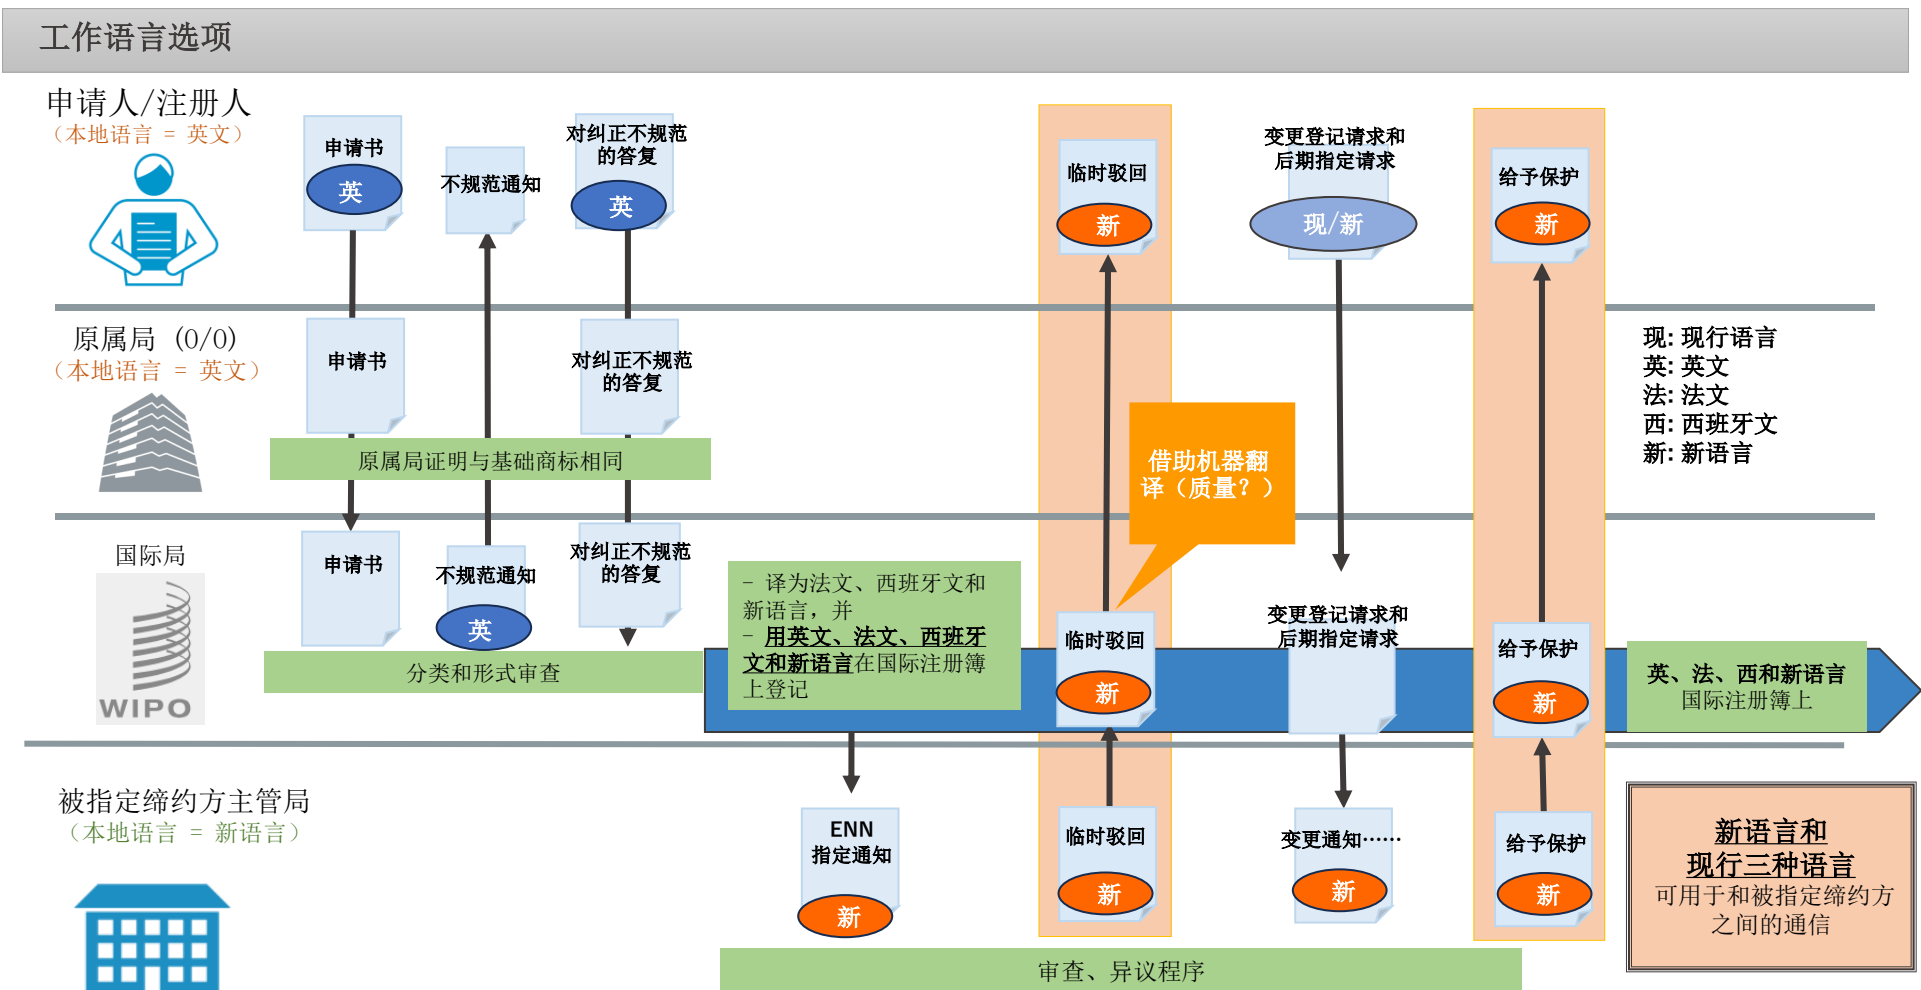 工作语言选项
申请人/注册人
（本地语言 = 英文）
申请书
英
不规范通知
对纠正不规范
的答复
英
临时驳回
新
变更登记请求和
后期指定请求
现/新
给予保护
新
原属局 (O/O)
（本地语言 = 英文）
申请书
对纠正不规范
的答复
原属局证明与基础商标相同
借助机器翻
译（质量？）
现: 现行语言
英: 英文
法: 法文
西: 西班牙文
新: 新语言
国际局
WIPO
申请书
不规范通知
英
对纠正不规范
的答复
分类和形式审查
- 译为法文、西班牙文和
新语言，并
- 用英文、法文、西班牙
文和新语言在国际注册簿
上登记
临时驳回
新
变更登记请求和
后期指定请求
给予保护
新
英、法、西和新语言
国际注册簿上
被指定缔约方主管局
（本地语言 = 新语言）
ENN
指定通知
新
临时驳回
新
变更通知……
新
给予保护
新
新语言和
现行三种语言
可用于和被指定缔约方
之间的通信
审查、异议程序